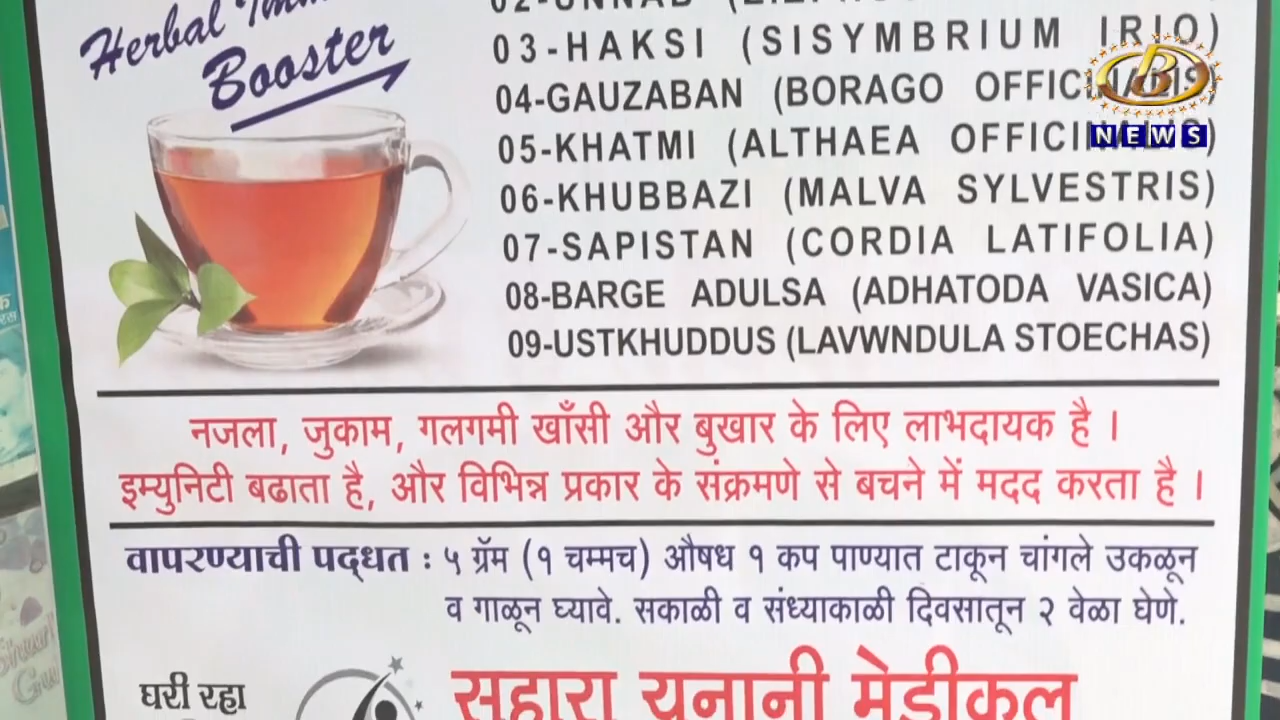 Herbal
Booster
03-HAKSI (SISYMBRIUM IRIO)
04-GAUZABAN (BORAGO OFFICINALIS)
05-KHATMI (ALTHAEA OFFICINALIS)
06-KHUBBAZI (MALVA SYLVESTRIS)
07-SAPISTAN (CORDIA LATIFOLIA)
08-BARGE ADULSA (ADHATODA VASICA)
09-USTKHUDDUS (LAVWNDULA STOECHAS)
B
NEWS
नजला, जुकाम, गलगमी खाँसी और बुखार के लिए लाभदायक है ।
इम्युनिटी बढाता है, और विभिन्न प्रकार के संक्रमणे से बचने में मदद करता है ।
वापरण्याची पद्धत : ५ ग्रॅम (१ चम्मच) औषध १ कप पाण्यात टाकून चांगले उकळून
व गाळून घ्यावे. सकाळी व संध्याकाळी दिवसातून २ वेळा घेणे.
घरी रहा
सहारा युनानी मेडीकल